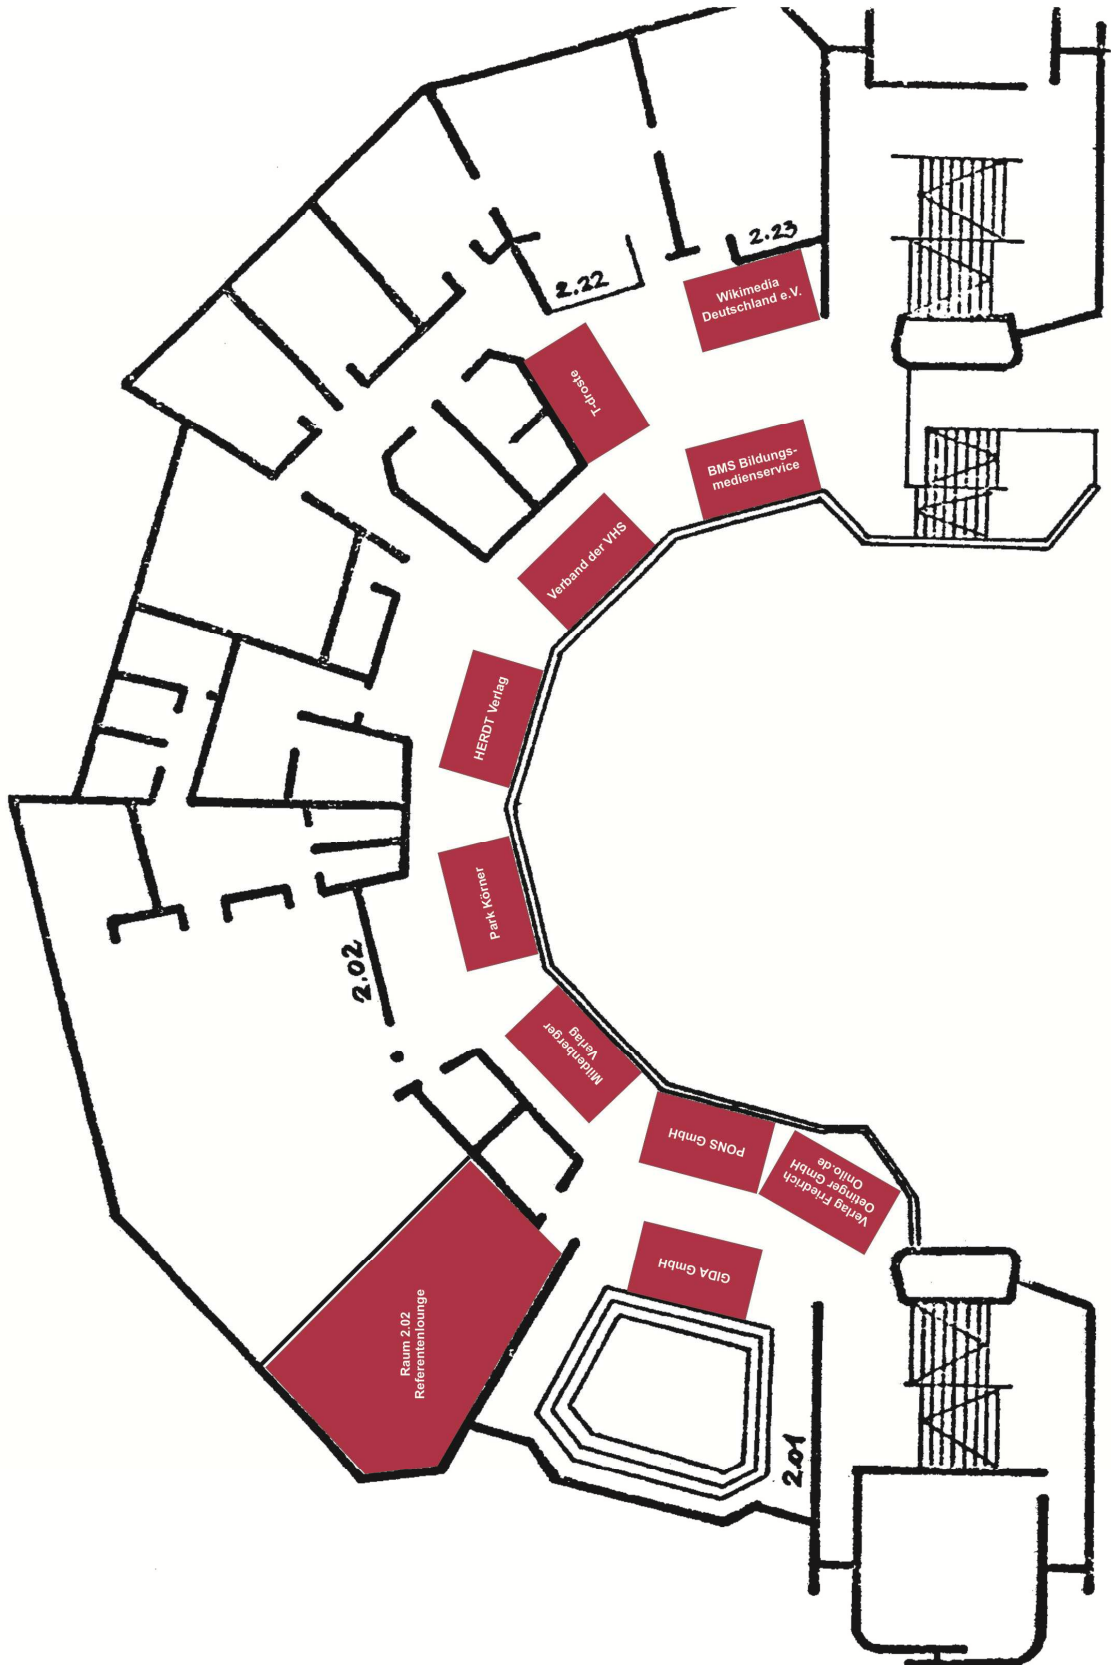 2.23
2.22
Wikimedia
Deutschland e.V.
T-droste
BMS Bildungs-
medienservice
Verband der VHS
HERDT Verlag
Park Körner
2.02
Mildenberger
Verlag
PONS GmbH
Verlag Friedrich
Oetinger GmbH
Onilo.de
GIDA GmbH
Raum 2.02
Referentenlounge
2.01